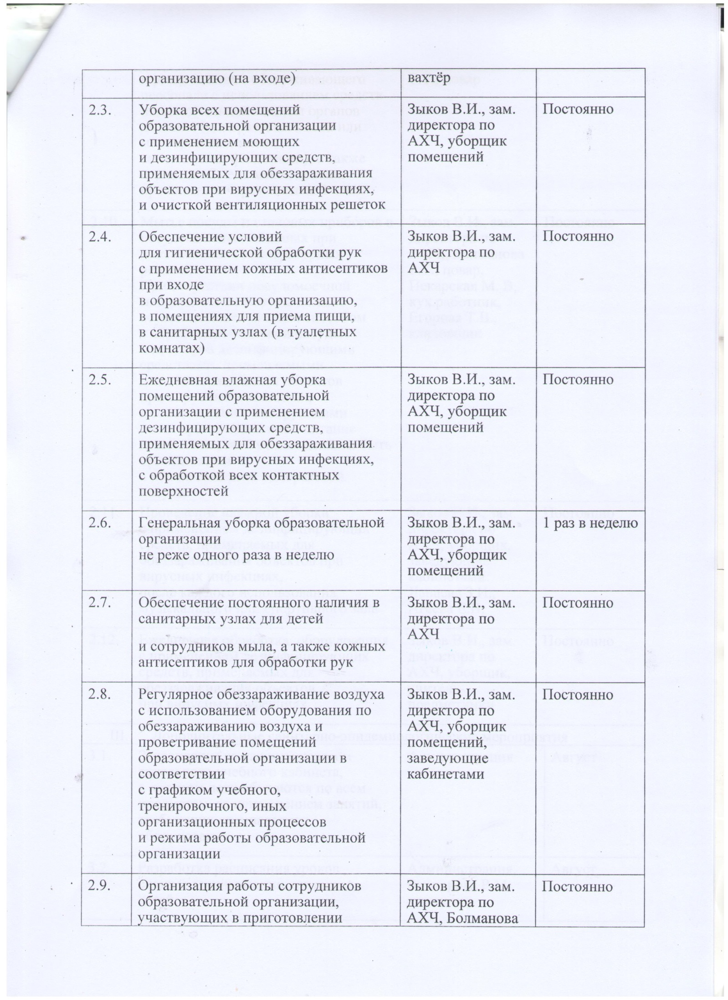 организацию (на входе) вахтёр
2.3. Уборка всех помещений Зыков В.И., зам. Постоянно
образовательной организации директора по
с применением моющих АХЧ, уборщик
и дезинфицирующих средств, помещений
применяемых для обеззараживания
объектов при вирусных инфекциях,
и очисткой вентиляционных решеток
2.4. Обеспечение условий Зыков В.И., зам. Постоянно
для гигиенической обработки рук директора по
с применением кожных антисептиков АХЧ
при входе
в образовательную организацию,
в помещениях для приема пищи,
в санитарных узлах (в туалетных
комнатах)
2.5. Ежедневная влажная уборка Зыков В.И., зам. Постоянно
помещений образовательной директора по
организации с применением АХЧ, уборщик
дезинфицирующих средств, помещений
применяемых для обеззараживания
объектов при вирусных инфекциях,
с обработкой всех контактных
поверхностей
2.6. Генеральная уборка образовательной Зыков В.И., зам. 1 раз в неделю
организации директора по
не реже одного раза в неделю АХЧ, уборщик
помещений
2.7. Обеспечение постоянного наличия в Зыков В.И., зам. Постоянно
санитарных узлах для детей директора по
АХЧ
и сотрудников мыла, а также кожных
антисептиков для обработки рук
2.8. Регулярное обеззараживание воздуха Зыков В.И., зам. Постоянно
с использованием оборудования по директора по
обеззараживанию воздуха и АХЧ, уборщик
проветривание помещений помещений,
образовательной организации в заведующие
соответствии кабинетами
с графиком учебного,
тренировочного, иных
организационных процессов
и режима работы образовательной
организации
2.9. Организация работы сотрудников Зыков В.И., зам. Постоянно
образовательной организации, директора по
участвующих в приготовлении АХЧ, Болманова